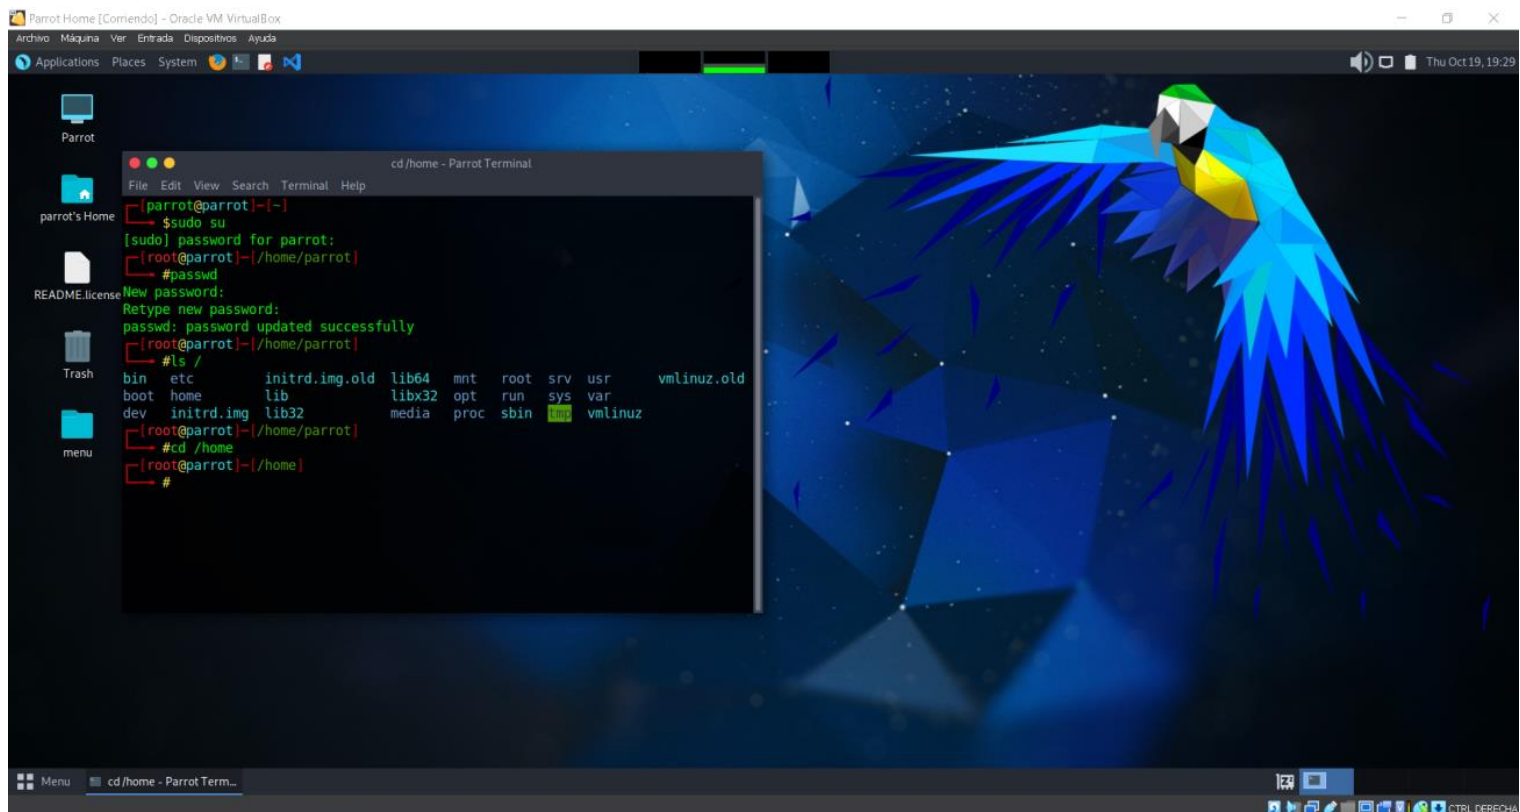 Parrot Home [Corriendo] - Oracle VM VirtualBox
Archivo Máquina Ver Entrada Dispositivos Ayuda
Applications Places System
Thu Oct 19, 19:29
Parrot
parrot's Home
README.license
Trash
menu
cd /home - Parrot Terminal
File Edit View Search Terminal Help
┌─[parrot@parrot]─[~]
└──╼ $sudo su
[sudo] password for parrot:
┌─[root@parrot]─[/home/parrot]
└──╼ #passwd
New password:
Retype new password:
passwd: password updated successfully
┌─[root@parrot]─[/home/parrot]
└──╼ #ls /
bin etc initrd.img.old lib64 mnt root srv usr vmlinuz.old
boot home lib libx32 opt run sys var
dev initrd.img lib32 media proc sbin tmp vmlinuz
┌─[root@parrot]─[/home/parrot]
└──╼ #cd /home
┌─[root@parrot]─[/home]
└──╼ #
Menu cd /home - Parrot Term...
CTRL DERECHA